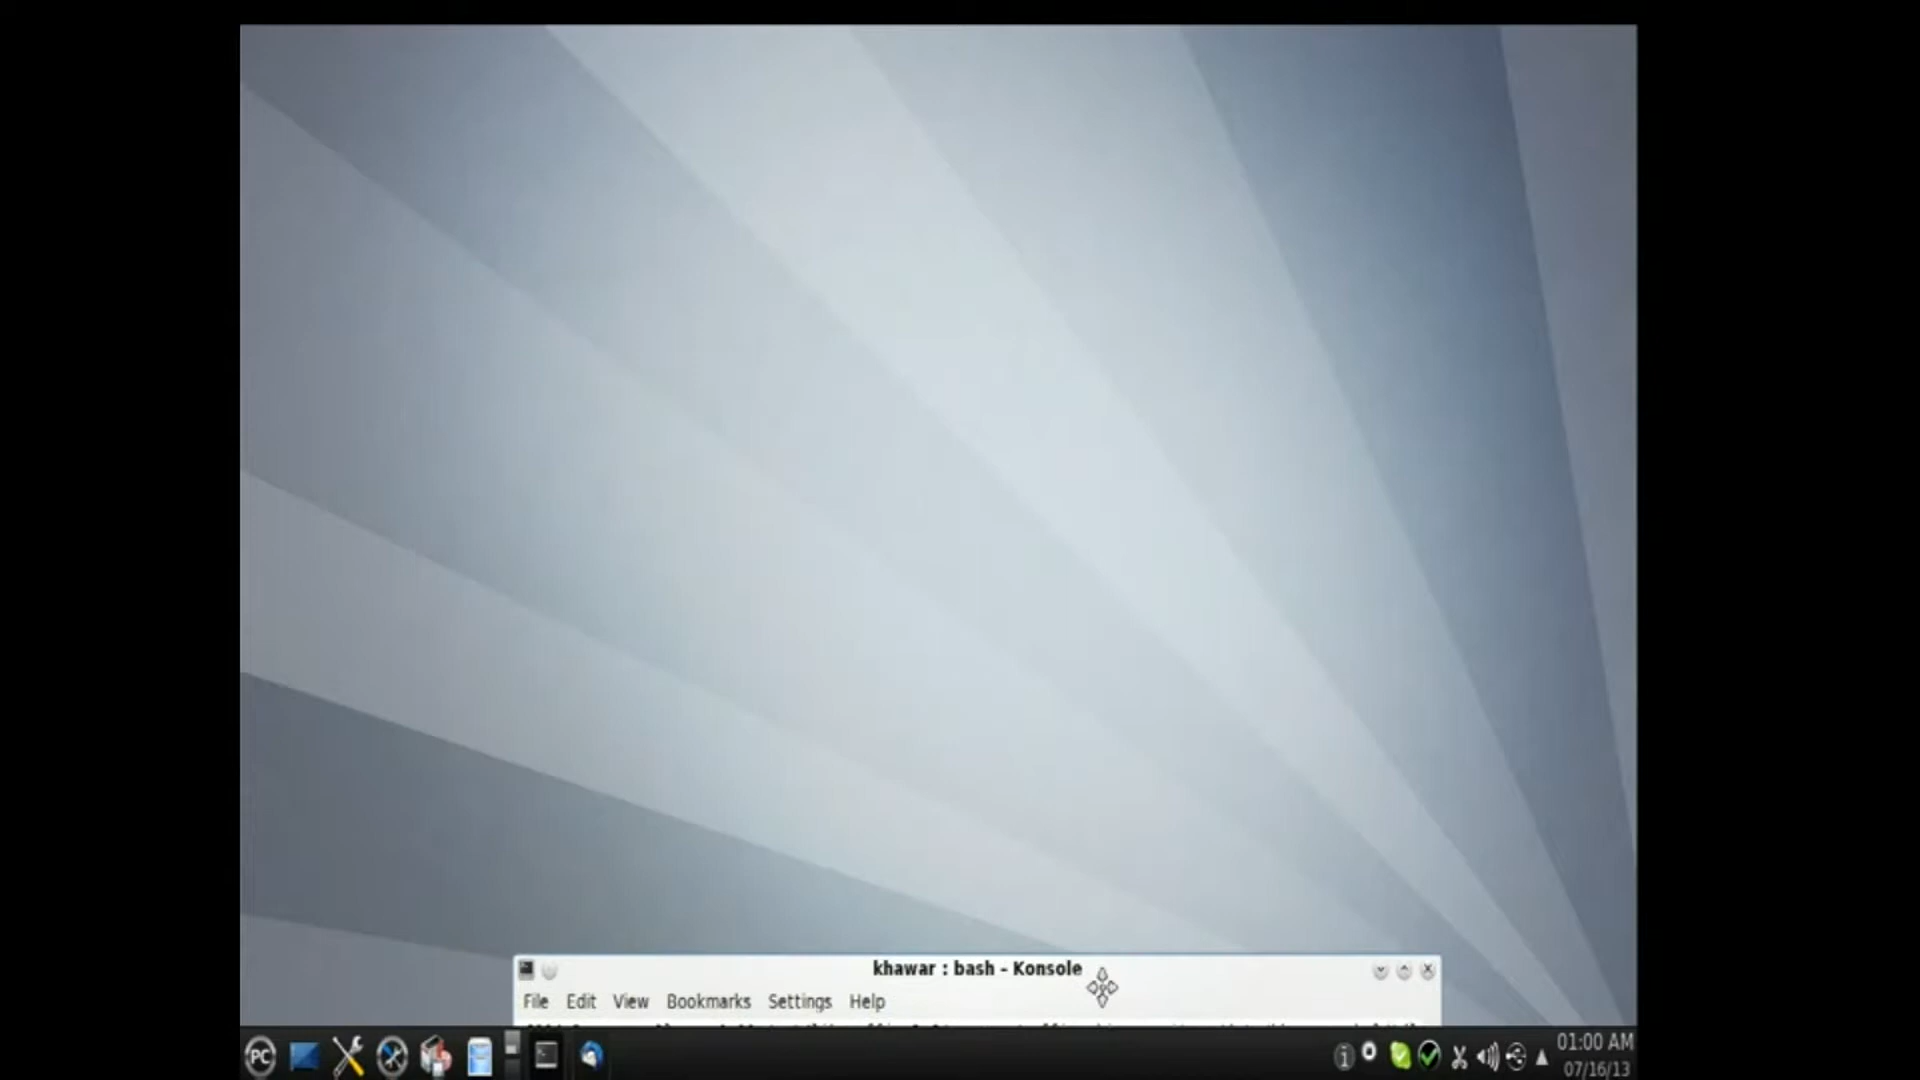 khawar : bash - Konsole
File Edit View Bookmarks Settings Help
PC
01:00 AM
07/16/13